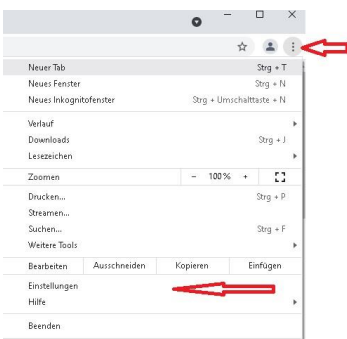 Neuer Tab Strg + T
Neues Fenster Strg + N
Neues Inkognitofenster Strg + Umschalttaste + N
Verlauf
Downloads Strg + J
Lesezeichen
Zoomen - 100 % +
Drucken... Strg + P
Streamen...
Suchen... Strg + F
Weitere Tools
Bearbeiten Ausschneiden Kopieren Einfügen
Einstellungen
Hilfe
Beenden